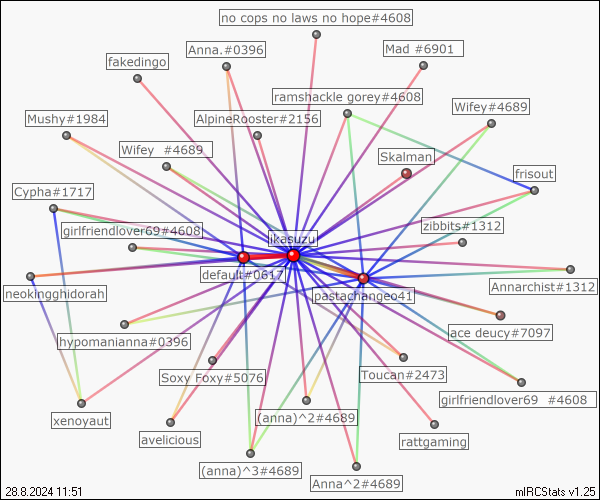 no cops no laws no hope#4608
Anna.#0396
Mad #6901
fakedingo
ramshackle gorey#4608
Wifey#4689
Mushy#1984
AlpineRooster#2156
Wifey  #4689
Skalman
frisout
Cypha#1717
girlfriendlover69#4608
ikasuzu
zibbits#1312
default#0617
neokingghidorah
pastachangeo41
Annarchist#1312
hypomanianna#0396
ace deucy#7097
Soxy Foxy#5076
Toucan#2473
xenoyaut
(anna)^2#4689
girlfriendlover69  #4608
avelicious
rattgaming
(anna)^3#4689
Anna^2#4689
28.8.2024 11:51
mIRCStats v1.25